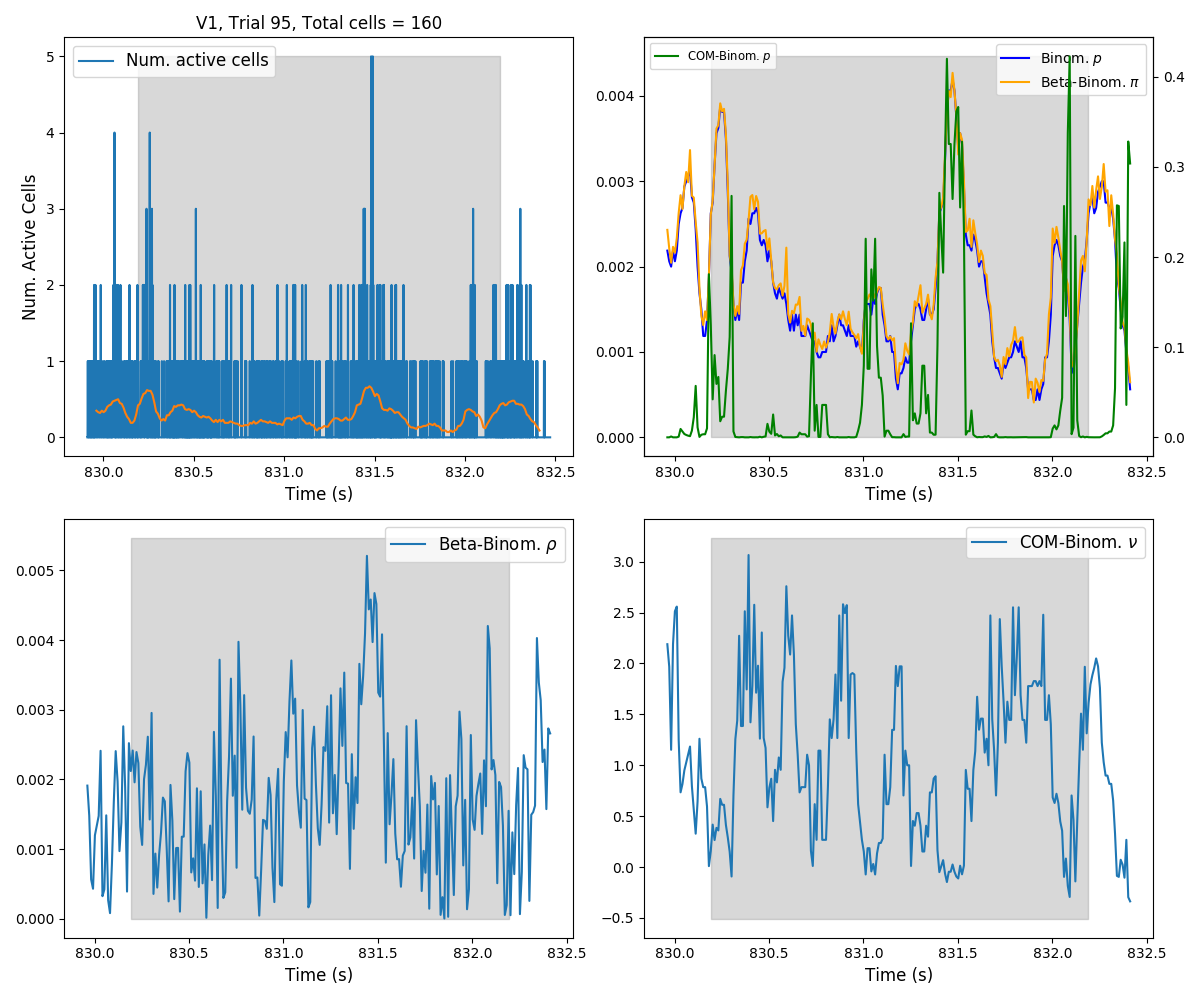 V1, Trial 95, Total cells = 160
Num. active cells
5
4
3
2
1
0
Num. Active Cells
830.0 830.5 831.0 831.5 832.0 832.5
Time (s)
COM-Binom. p
Binom. p
Beta-Binom. π
0.004
0.003
0.002
0.001
0.000
0.4
0.3
0.2
0.1
0.0
830.0 830.5 831.0 831.5 832.0 832.5
Time (s)
Beta-Binom. ρ
0.005
0.004
0.003
0.002
0.001
0.000
830.0 830.5 831.0 831.5 832.0 832.5
Time (s)
COM-Binom. ν
3.0
2.5
2.0
1.5
1.0
0.5
0.0
−0.5
830.0 830.5 831.0 831.5 832.0 832.5
Time (s)